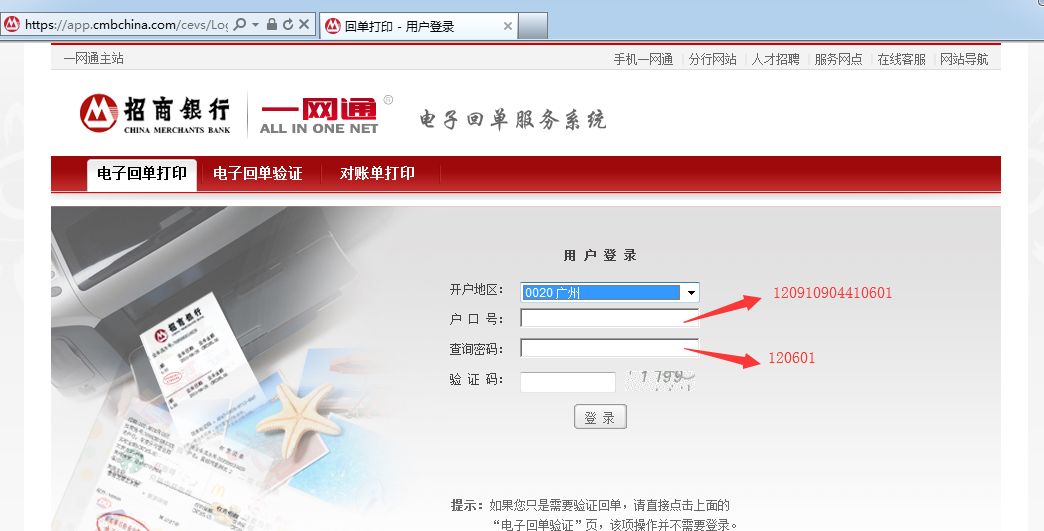 https://app.cmbchina.com/cevs/Log
回单打印 - 用户登录
一网通主站
手机一网通 分行网站 人才招聘 服务网点 在线客服 网站导航
招商银行
CHINA MERCHANTS BANK
一网通 ®
ALL IN ONE NET
电子回单服务系统
电子回单打印 电子回单验证 对账单打印
用 户 登 录
开户地区： 0020 广州
120910904410601
户 口 号：
查询密码：
120601
验 证 码： 1799
登 录
招商银行
提示：如果您只是需要验证回单，请直接点击上面的
“电子回单验证”页，该项操作并不需要登录。